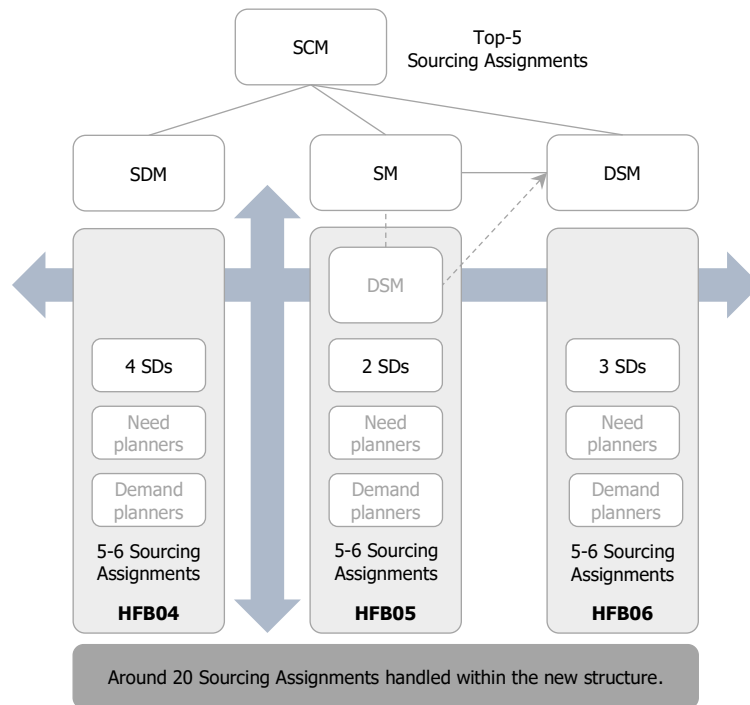 SCM
Top-5
Sourcing Assignments
SDM
SM
DSM
DSM
4 SDs
2 SDs
3 SDs
Need
planners
Need
planners
Need
planners
Demand
planners
Demand
planners
Demand
planners
5-6 Sourcing
Assignments
5-6 Sourcing
Assignments
5-6 Sourcing
Assignments
HFB04
HFB05
HFB06
Around 20 Sourcing Assignments handled within the new structure.